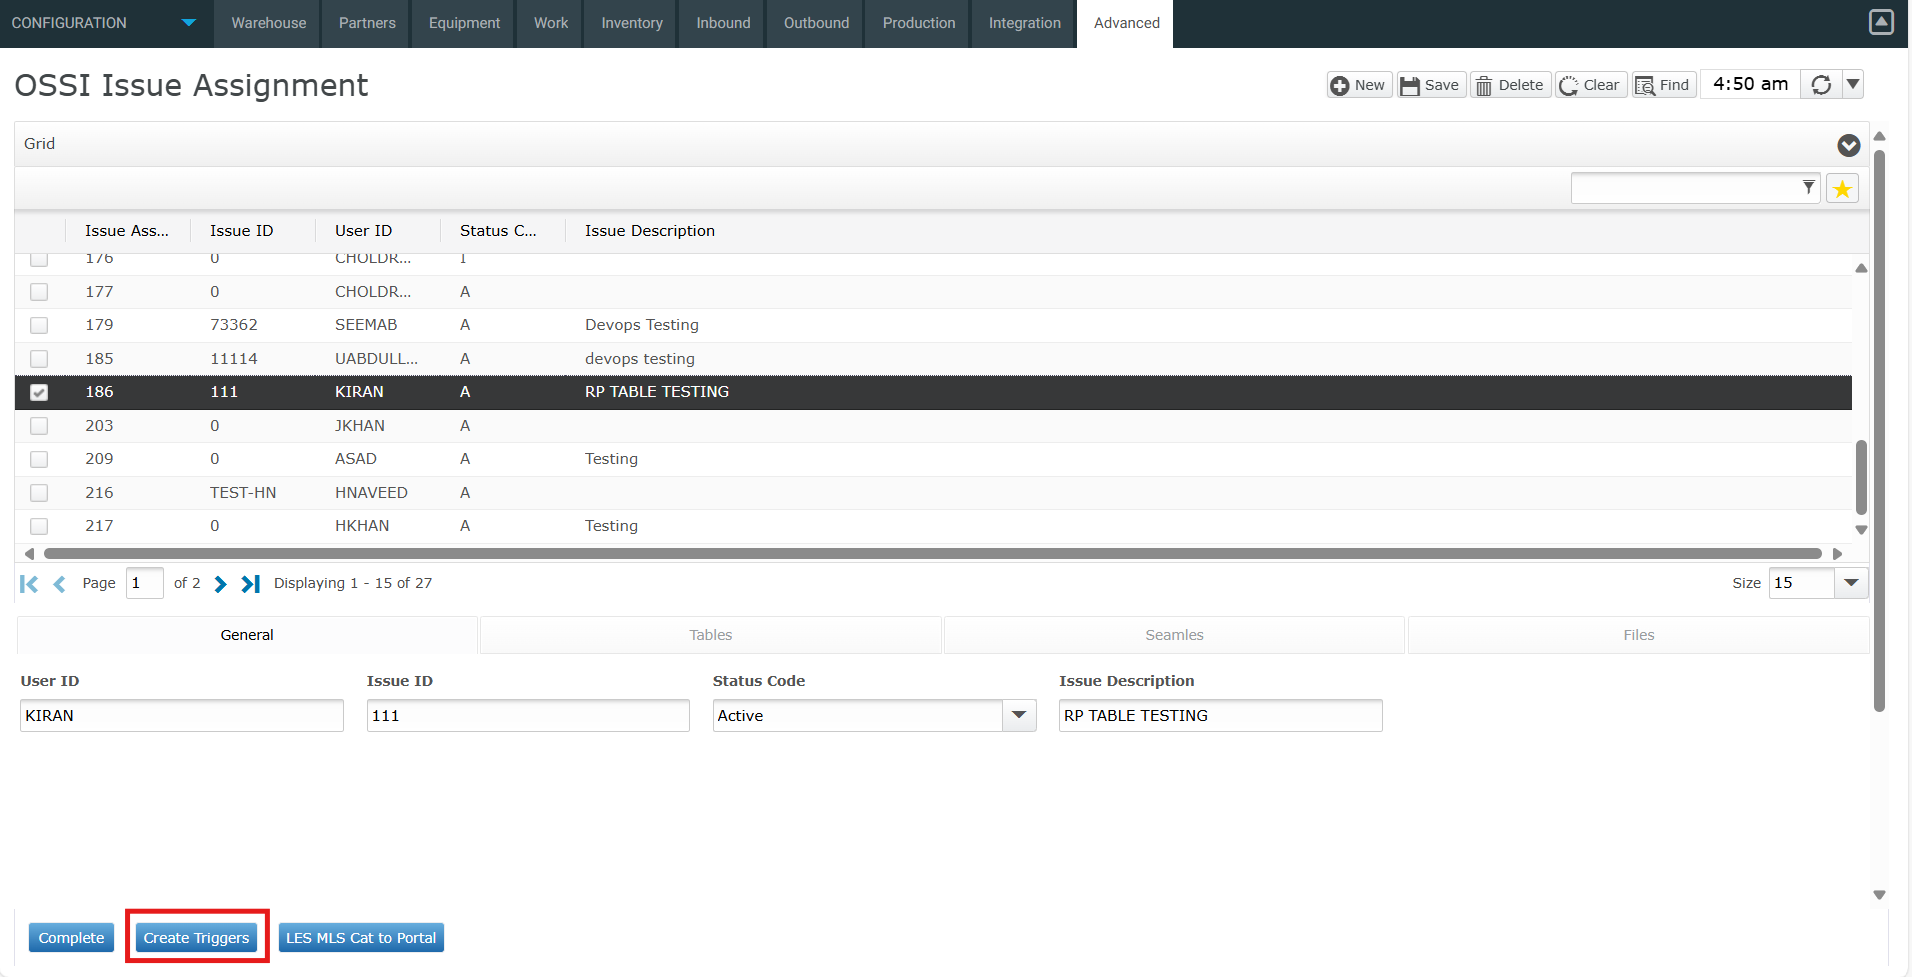 CONFIGURATION Warehouse Partners Equipment Work Inventory Inbound Outbound Production Integration Advanced
OSSI Issue Assignment New Save Delete Clear Find 4:50 am
Grid
Issue Ass... Issue ID User ID Status C... Issue Description
176 0 CHOLDR... I
177 0 CHOLDR... A
179 73362 SEEMAB A Devops Testing
185 11114 UABDULL... A devops testing
186 111 KIRAN A RP TABLE TESTING
203 0 JKHAN A
209 0 ASAD A Testing
216 TEST-HN HNAVEED A
217 0 HKHAN A Testing
Page 1 of 2 Displaying 1 - 15 of 27 Size 15
General Tables Seamles Files
User ID Issue ID Status Code Issue Description
KIRAN 111 Active RP TABLE TESTING
Complete Create Triggers LES MLS Cat to Portal